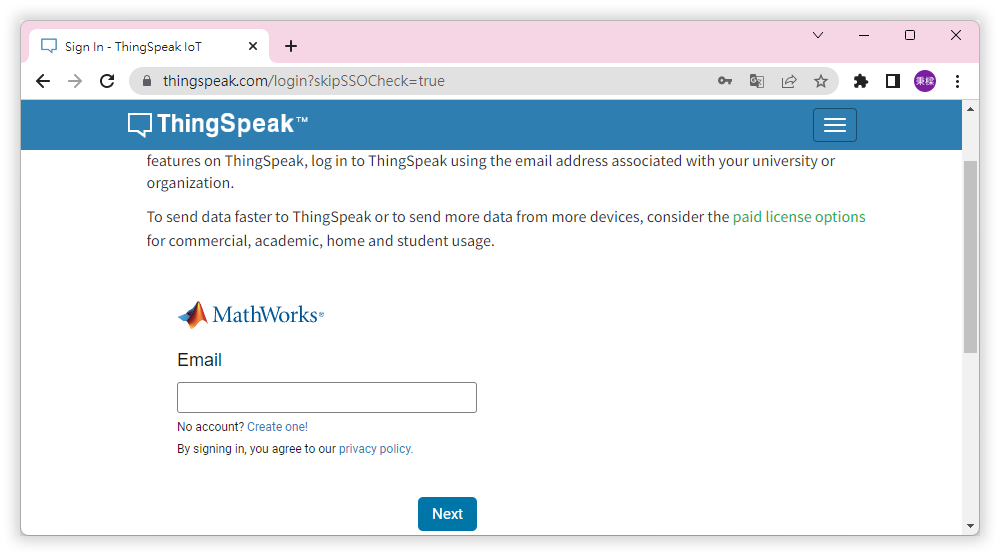 Sign In - ThingSpeak IoT
thingspeak.com/login?skipSSOCheck=true
秉樑
ThingSpeak™
features on ThingSpeak, log in to ThingSpeak using the email address associated with your university or
organization.
To send data faster to ThingSpeak or to send more data from more devices, consider the paid license options
for commercial, academic, home and student usage.
MathWorks®
Email
No account? Create one!
By signing in, you agree to our privacy policy.
Next